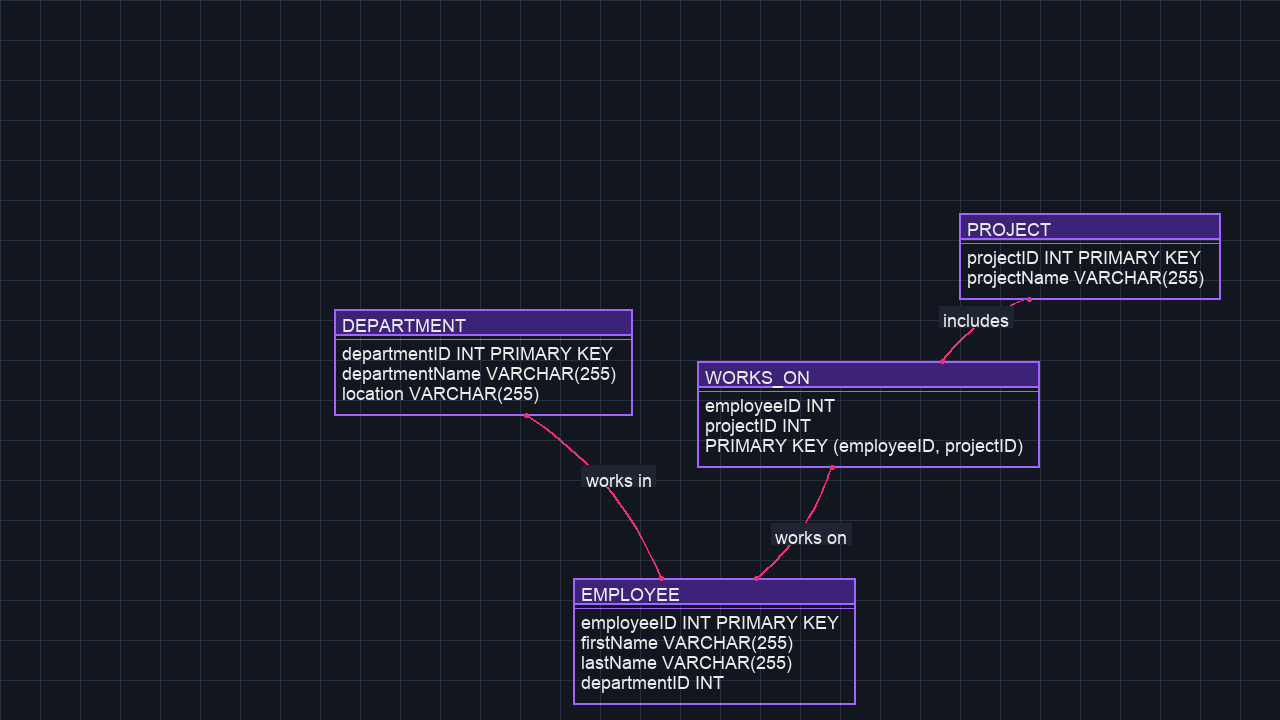 PROJECT
projectID INT PRIMARY KEY
projectName VARCHAR(255)
includes
DEPARTMENT
departmentID INT PRIMARY KEY
departmentName VARCHAR(255)
location VARCHAR(255)
WORKS_ON
employeeID INT
projectID INT
PRIMARY KEY (employeeID, projectID)
works in
works on
EMPLOYEE
employeeID INT PRIMARY KEY
firstName VARCHAR(255)
lastName VARCHAR(255)
departmentID INT